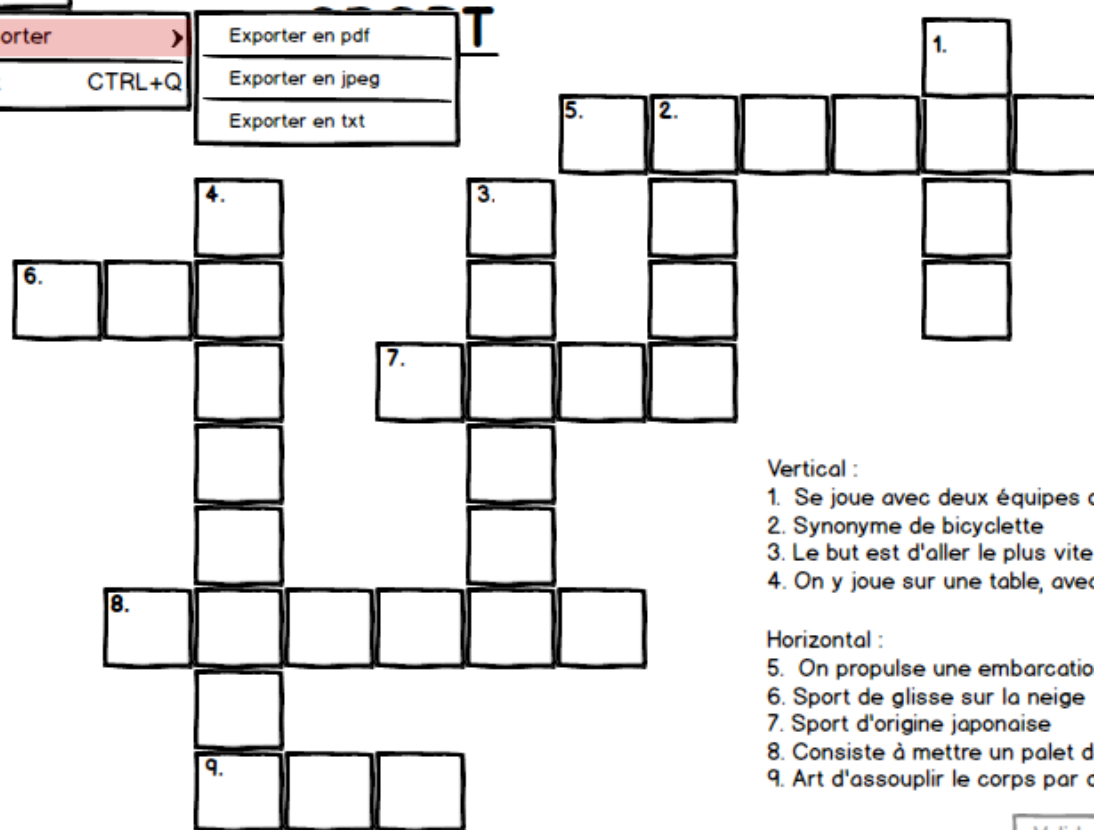 orter
Exporter en pdf
CTRL+Q
Exporter en jpeg
Exporter en txt
1.
5.
2.
4.
3.
6.
7.
8.
9.
Vertical :
1. Se joue avec deux équipes
2. Synonyme de bicyclette
3. Le but est d'aller le plus vite
4. On y joue sur une table, avec
Horizontal :
5. On propulse une embarcation
6. Sport de glisse sur la neige
7. Sport d'origine japonaise
8. Consiste à mettre un palet d
9. Art d'assouplir le corps par